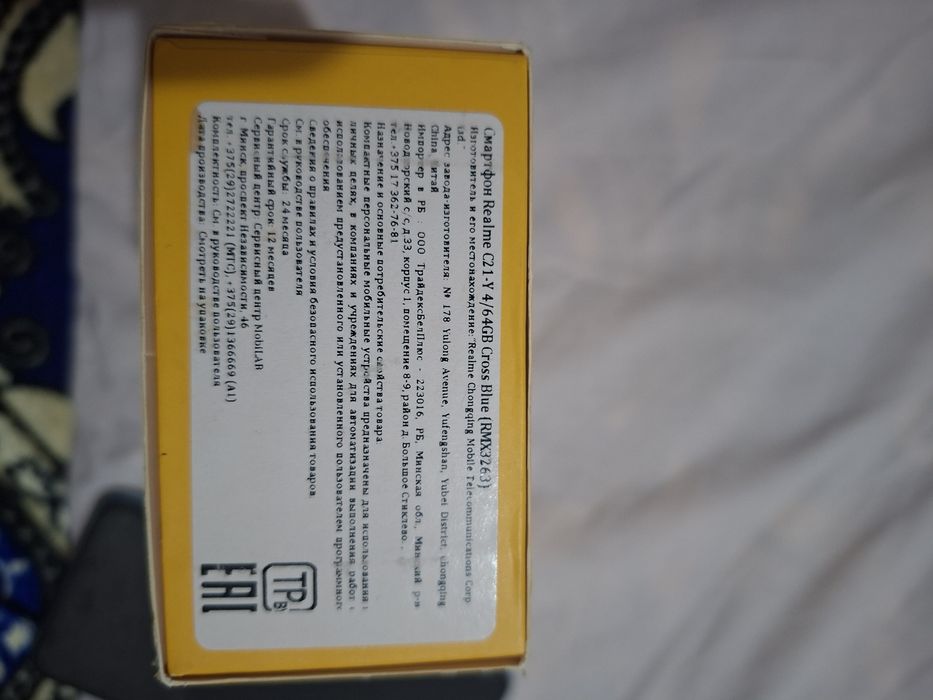 Смартфон Realme C21-Y 4/64GB Cross Blue (RMX3263)
Изготовитель и его местонахождение: "Realme Chongqing Mobile Telecommunications Corp
Ltd."
Адрес завода-изготовителя: № 178 Yulong Avenue, Yufengshan, Yubei District, Chongqing,
China, Китай
Импортер в РБ : ООО ТрайдексБелПлюс - 223016, РБ, Минская обл., Минский р-н
Новодворский с/с, д.33, корпус 1, помещение 8-9, район д. Большое Стиклево.
тел.+375 17 362-76-81
Назначение и основные потребительские свойства товара:
Компактные персональные мобильные устройства предназначены для использования в
личных целях, в компаниях и учреждениях для автоматизации выполнения работ с
использованием предустановленного или установленного пользователем программного
обеспечения
Сведения о правилах и условия безопасного использования товаров
См в руководстве пользователя
Срок службы: 24 месяца
Гарантийный срок: 12 месяцев
Сервисный центр: Сервисный центр MobiLAB
г Минск, проспект Независимости, 46
тел. +375(29)2722221 (МТС), +375(29)1366669 (A1)
Комплектность: См. в руководстве пользователя
Дата производства: Смотреть на упаковке
ТР
BY
EAC